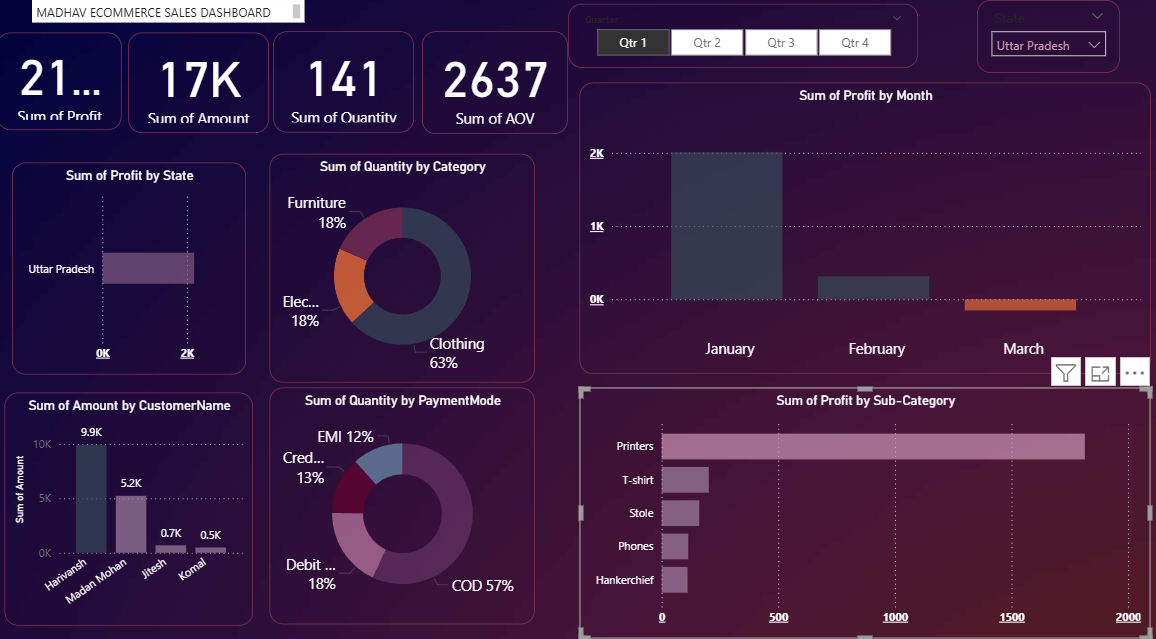 MADHAV ECOMMERCE SALES DASHBOARD
Quarter
Qtr 1
Qtr 2
Qtr 3
Qtr 4
State
Uttar Pradesh
21...
Sum of Profit
17K
Sum of Amount
141
Sum of Quantity
2637
Sum of AOV
Sum of Profit by State
Uttar Pradesh
0K
2K
Sum of Quantity by Category
Furniture
18%
Elec...
18%
Clothing
63%
Sum of Profit by Month
2K
1K
0K
January
February
March
Sum of Amount by CustomerName
Sum of Amount
10K
5K
0K
9.9K
5.2K
0.7K
0.5K
Harivansh
Madan Mohan
Jitesh
Komal
Sum of Quantity by PaymentMode
EMI 12%
Cred...
13%
Debit ...
18%
COD 57%
Sum of Profit by Sub-Category
Printers
T-shirt
Stole
Phones
Hankerchief
0
500
1000
1500
2000